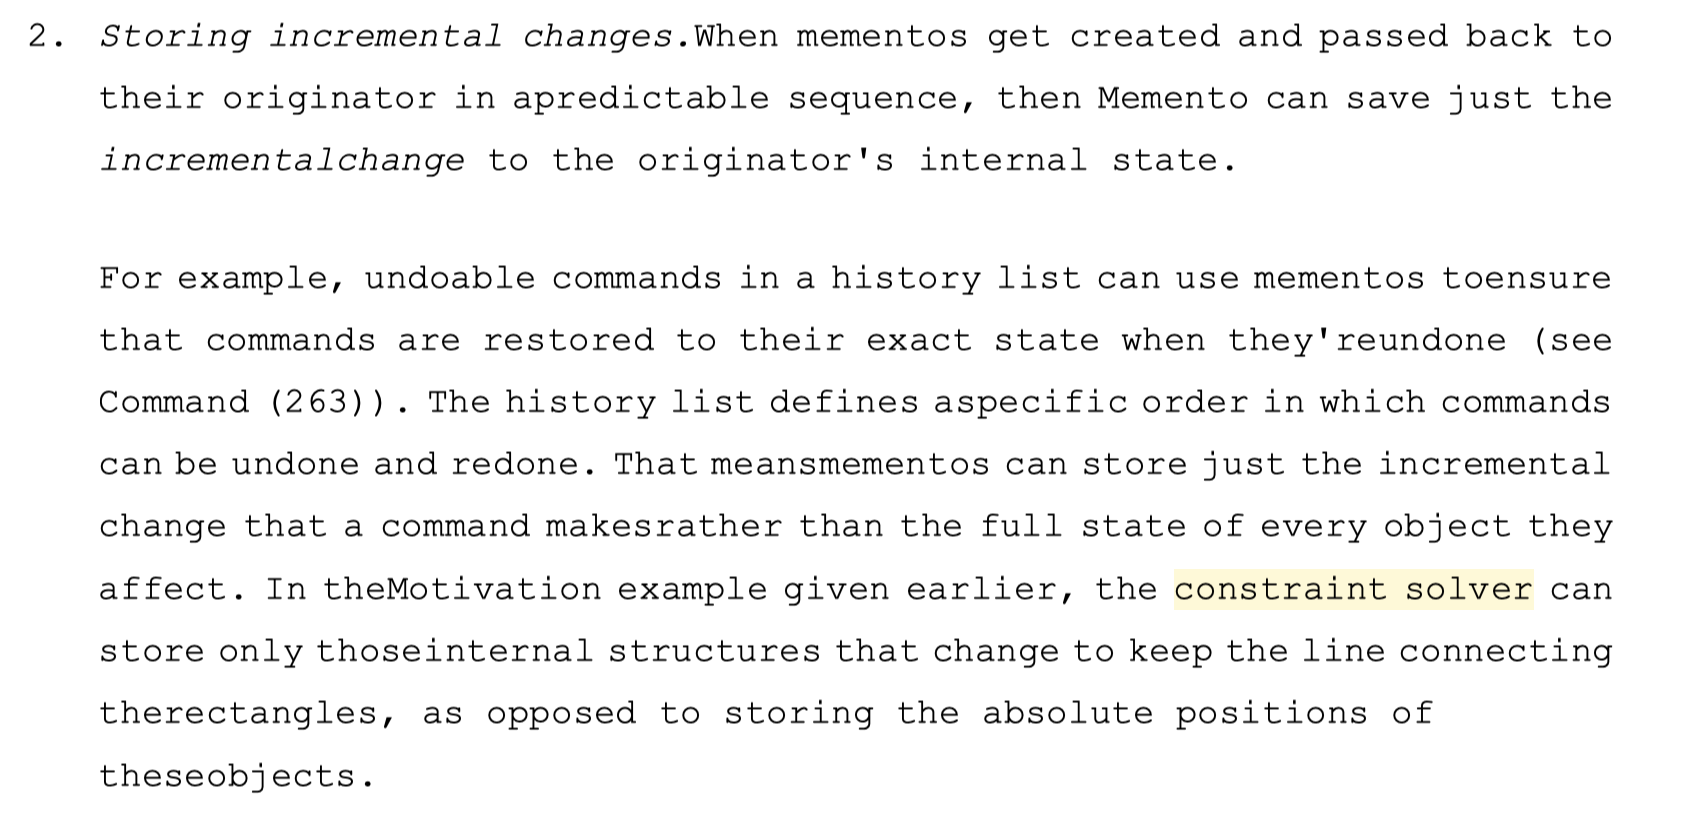 2. Storing incremental changes.When mementos get created and passed back to
their originator in apredictable sequence, then Memento can save just the
incrementalchange to the originator's internal state.
For example, undoable commands in a history list can use mementos toensure
that commands are restored to their exact state when they'reundone (see
Command (263)). The history list defines aspecific order in which commands
can be undone and redone. That meansmementos can store just the incremental
change that a command makesrather than the full state of every object they
affect. In theMotivation example given earlier, the constraint solver can
store only thoseinternal structures that change to keep the line connecting
therectangles, as opposed to storing the absolute positions of
theseobjects.